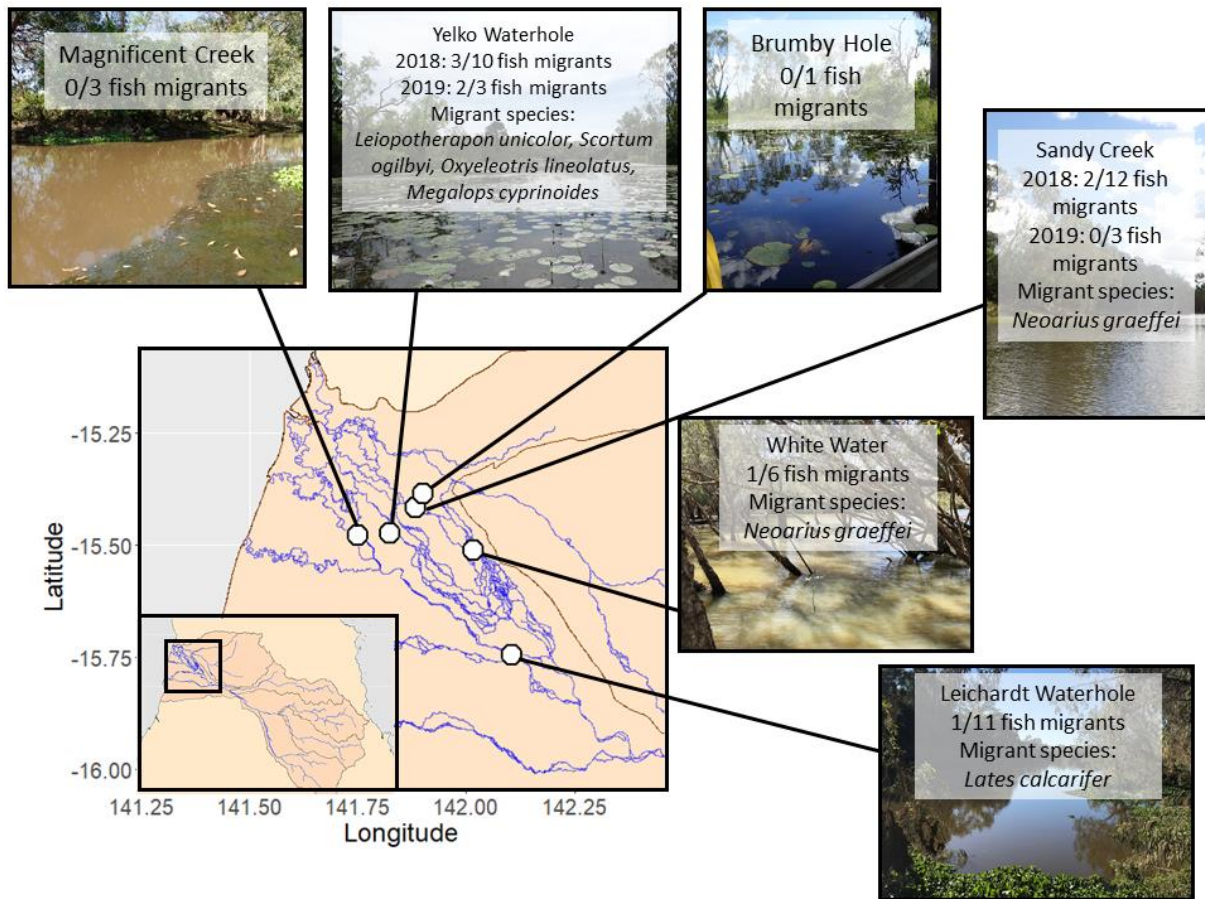 Magnificent Creek
0/3 fish migrants
Yelko Waterhole
2018: 3/10 fish migrants
2019: 2/3 fish migrants
Migrant species:
Leiopotherapon unicolor, Scortum
ogilbyi, Oxyeleotris lineolatus,
Megalops cyprinoides
Brumby Hole
0/1 fish
migrants
Sandy Creek
2018: 2/12 fish
migrants
2019: 0/3 fish
migrants
Migrant species:
Neoarius graeffei
White Water
1/6 fish migrants
Migrant species:
Neoarius graeffei
Leichardt Waterhole
1/11 fish migrants
Migrant species:
Lates calcarifer
Latitude
-15.25
-15.50
-15.75
-16.00
141.25
141.50
141.75
142.00
142.25
Longitude